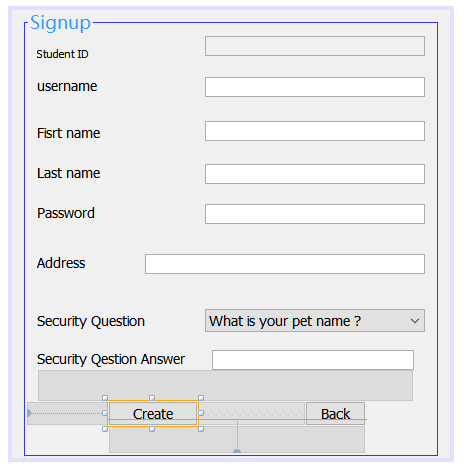 Signup
Student ID
username
Fisrt name
Last name
Password
Address
Security Question What is your pet name ?
Security Qestion Answer
Create Back